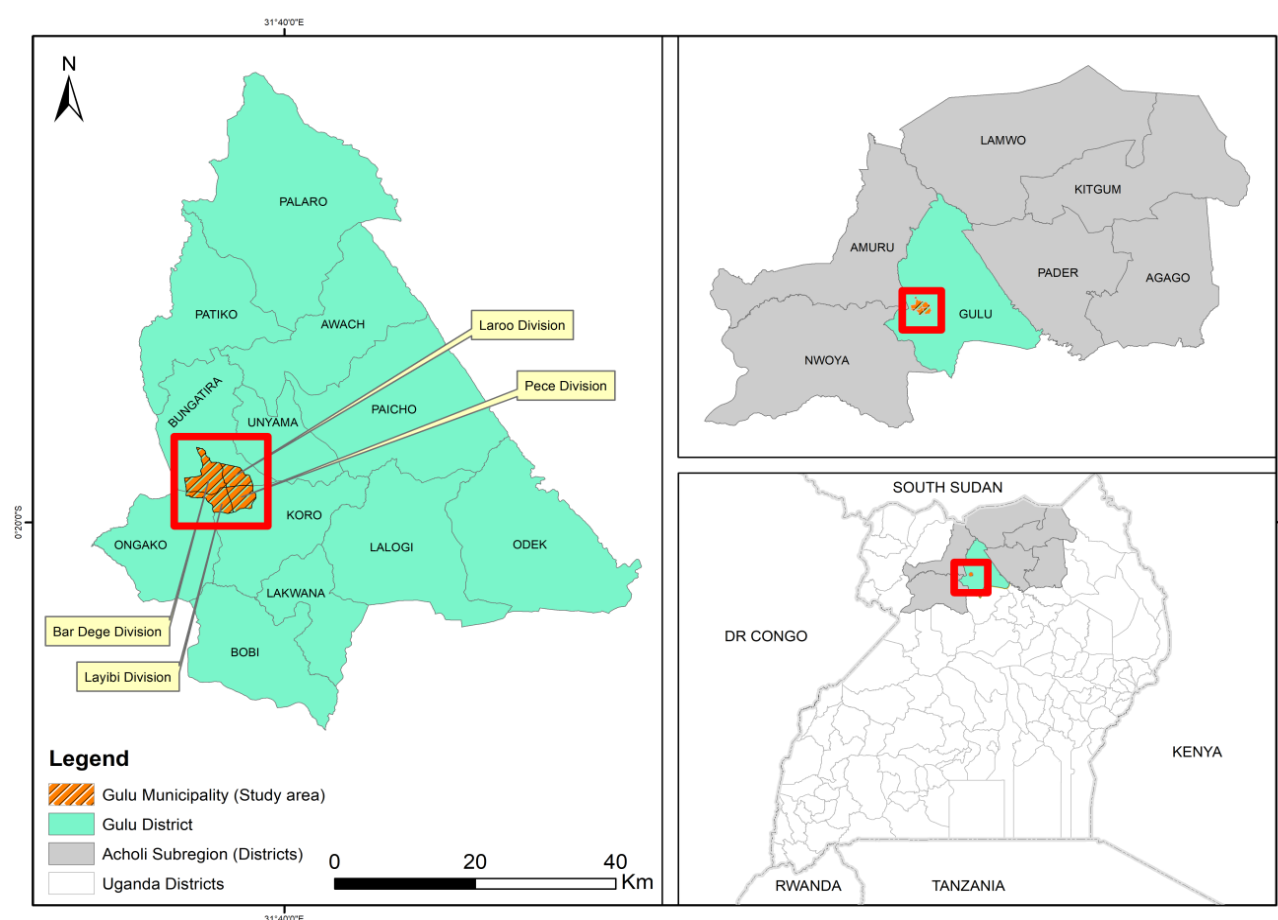 31°40'0"E
N
PALARO
PATIKO
AWACH
Laroo Division
Pece Division
BUNGATIRA
UNYAMA
PAICHO
0°20'0"S
KORO
ONGAKO
LALOGI
ODEK
LAKWANA
Bar Dege Division
BOBI
Layibi Division
Legend
Gulu Municipality (Study area)
Gulu District
Acholi Subregion (Districts)
Uganda Districts
0 20 40
Km
31°40'0"E
LAMWO
KITGUM
AMURU
PADER
AGAGO
GULU
NWOYA
SOUTH SUDAN
DR CONGO
KENYA
RWANDA
TANZANIA